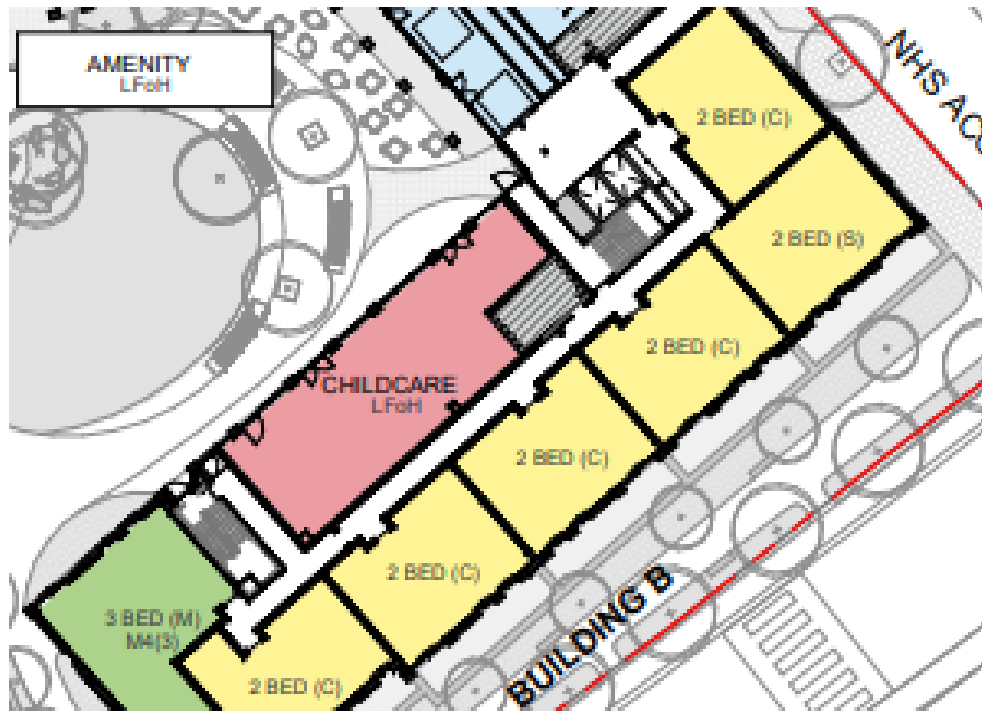 AMENITY
LFoH
NHS ACC
2 BED (C)
2 BED (S)
2 BED (C)
CHILDCARE
LFoH
2 BED (C)
2 BED (C)
3 BED (M)
M4(3)
2 BED (C)
BUILDING B